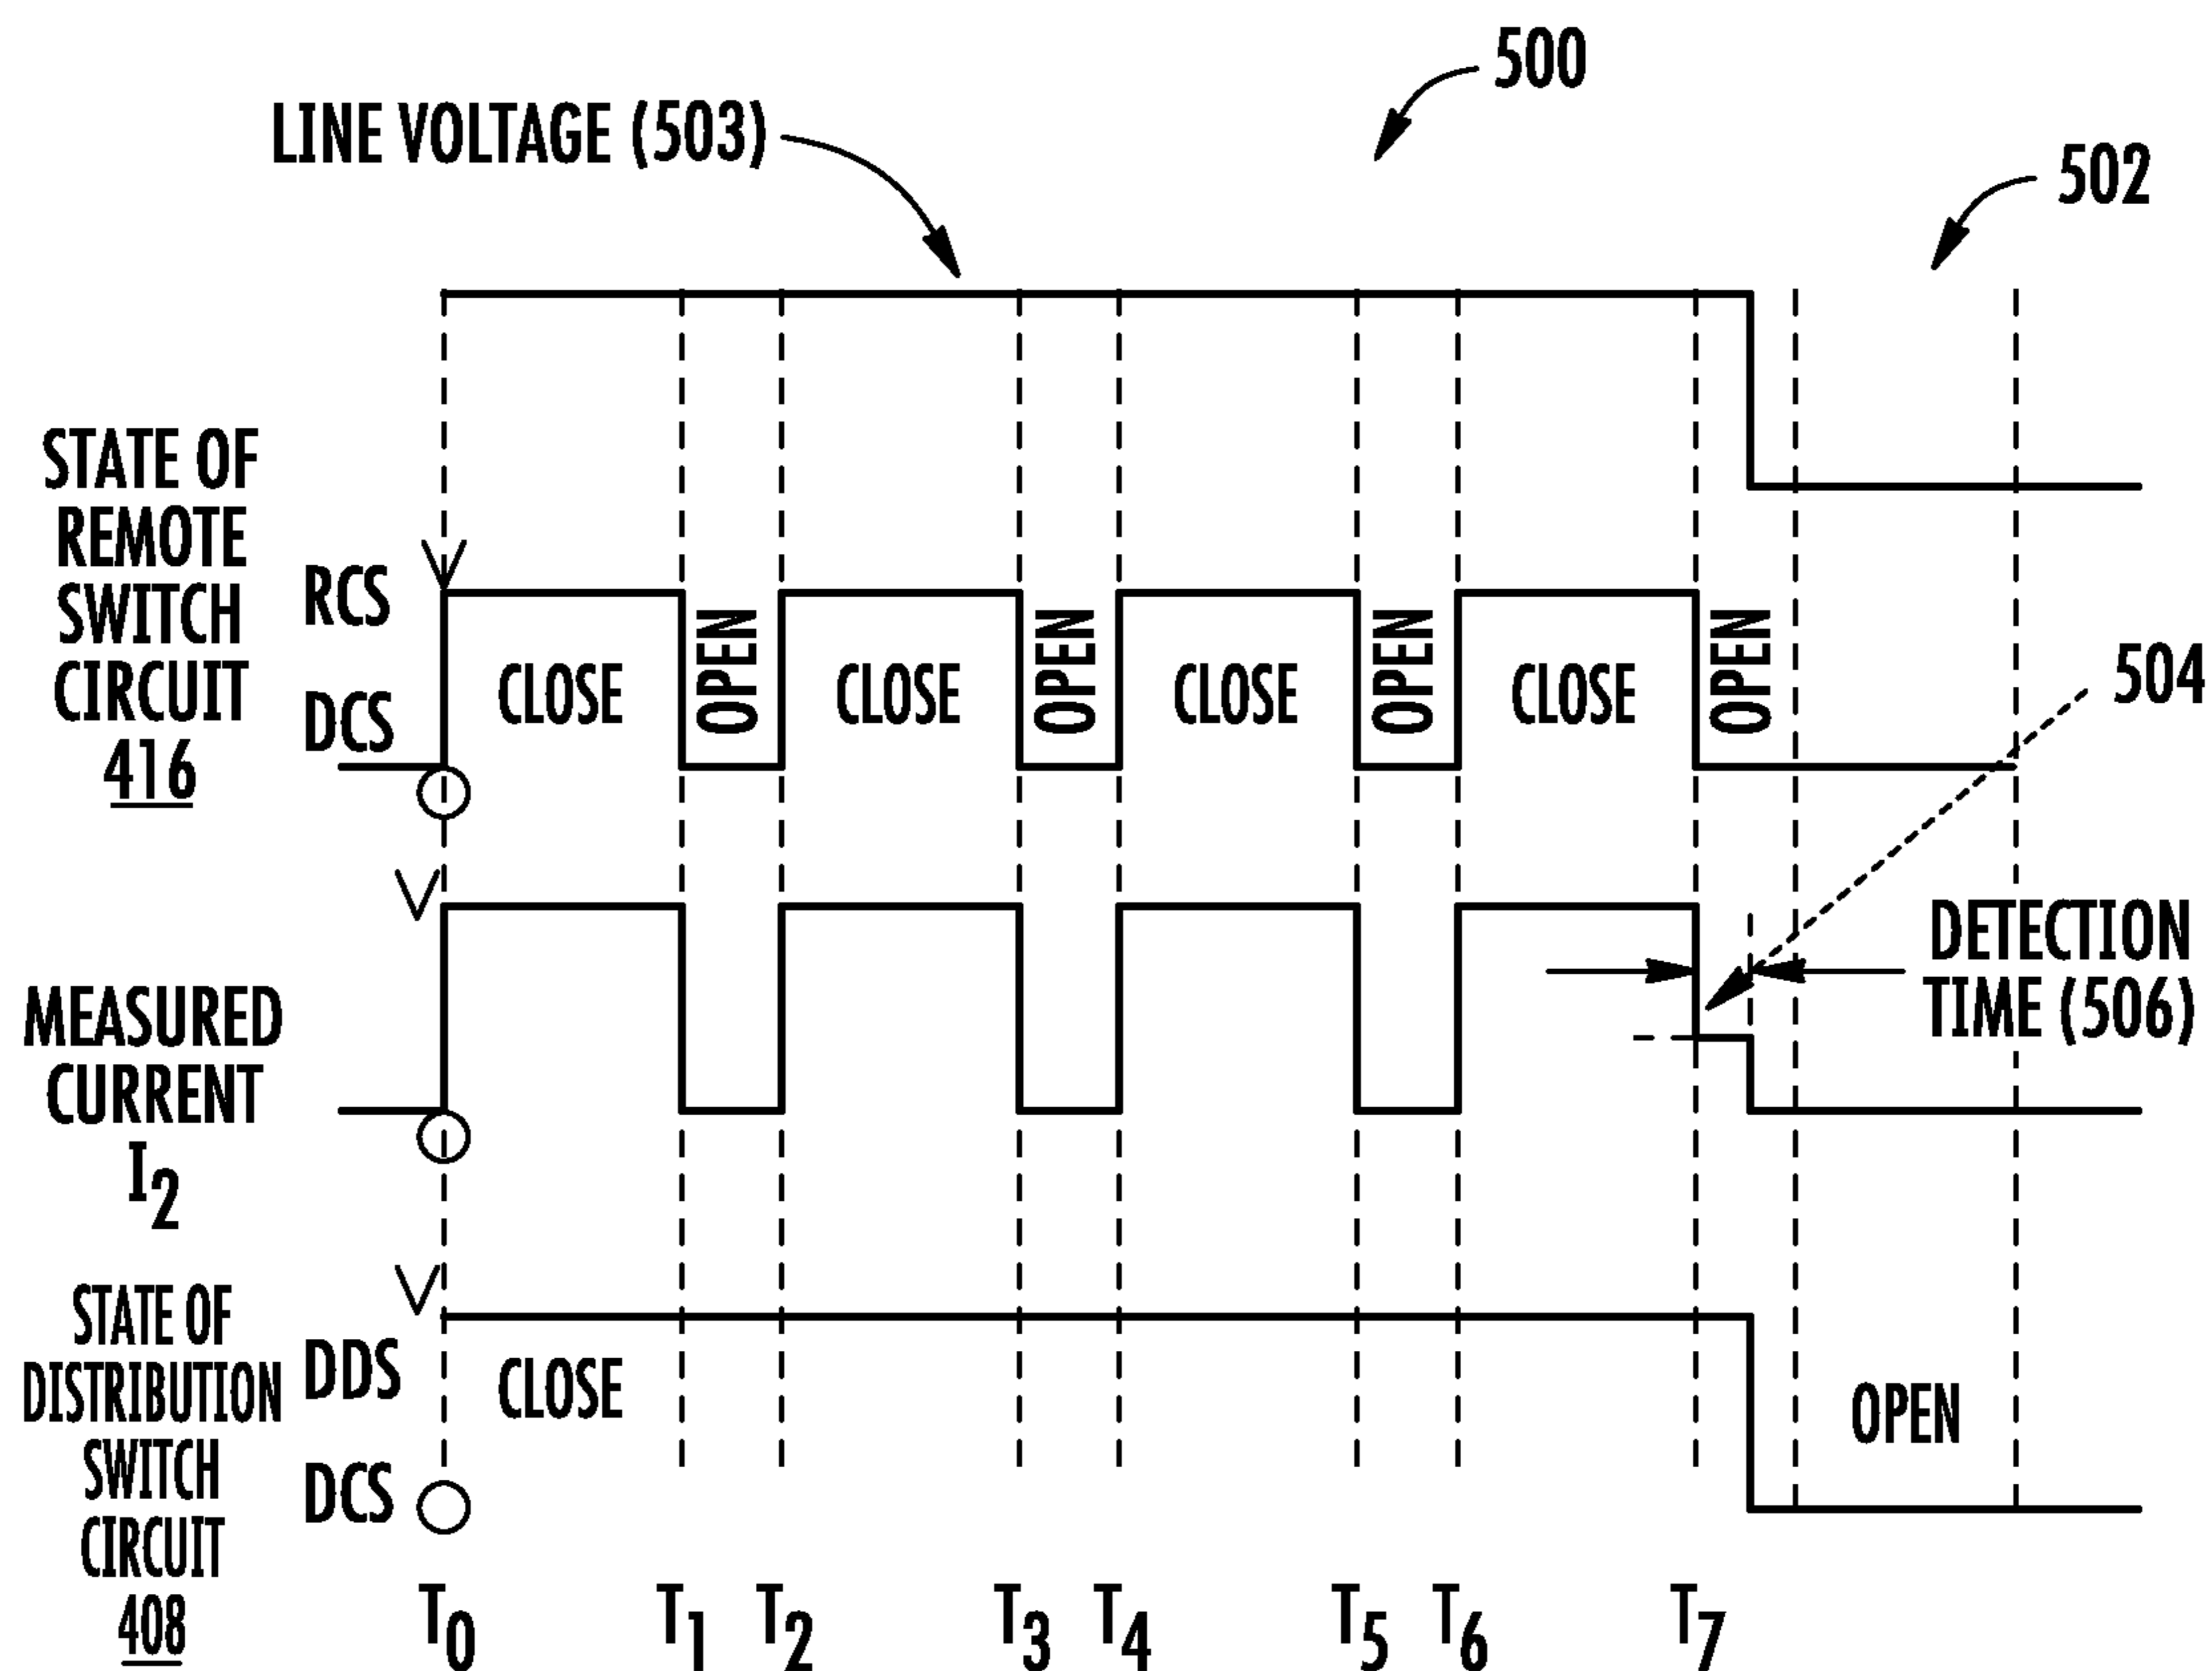 500
LINE VOLTAGE (503)
502
STATE OF
REMOTE
SWITCH
CIRCUIT
416
RCS
DCS
CLOSE
OPEN
CLOSE
OPEN
CLOSE
OPEN
CLOSE
OPEN
504
DETECTION
TIME (506)
MEASURED
CURRENT
I2
STATE OF
DISTRIBUTION
SWITCH
CIRCUIT
408
DDS
DCS
CLOSE
OPEN
T0 T1 T2 T3 T4 T5 T6 T7